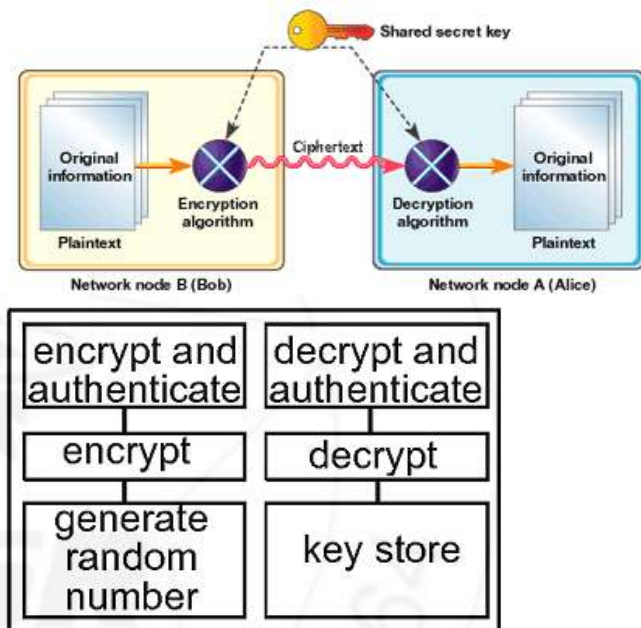 Shared secret key
Ciphertext
Original
information
Encryption
algorithm
Plaintext
Decryption
algorithm
Original
information
Plaintext
Network node B (Bob)
Network node A (Alice)
encrypt and
authenticate
decrypt and
authenticate
encrypt
decrypt
generate
random
number
key store